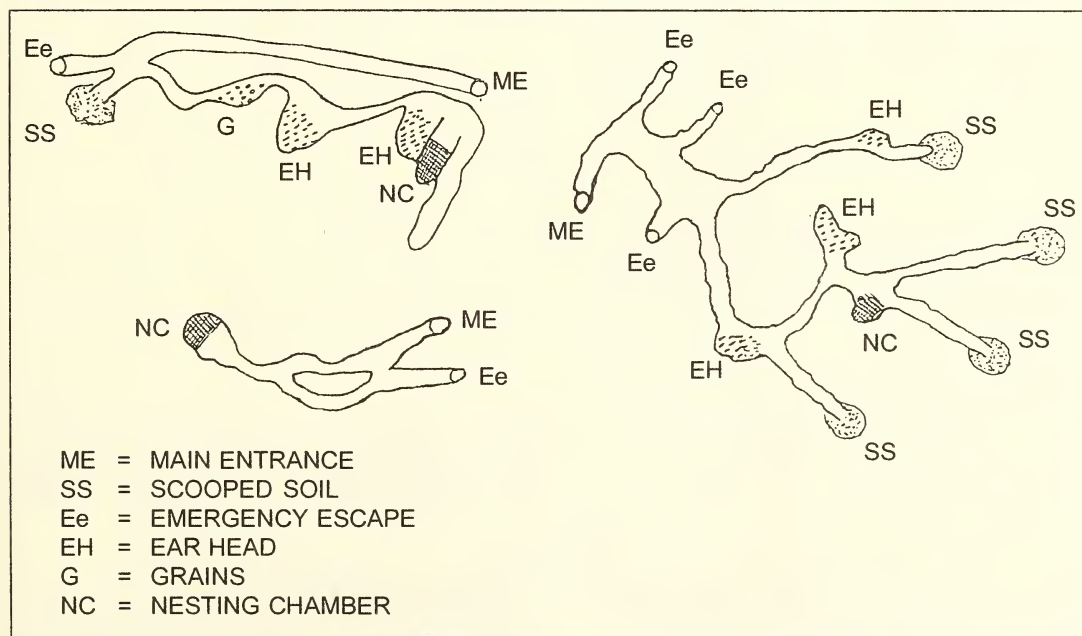 Ee
ME
SS
G
EH
EH
NC
Ee
Ee
EH
SS
ME
Ee
EH
SS
NC
SS
EH
SS
NC
ME
Ee
ME = MAIN ENTRANCE
SS = SCOOPED SOIL
Ee = EMERGENCY ESCAPE
EH = EAR HEAD
G = GRAINS
NC = NESTING CHAMBER